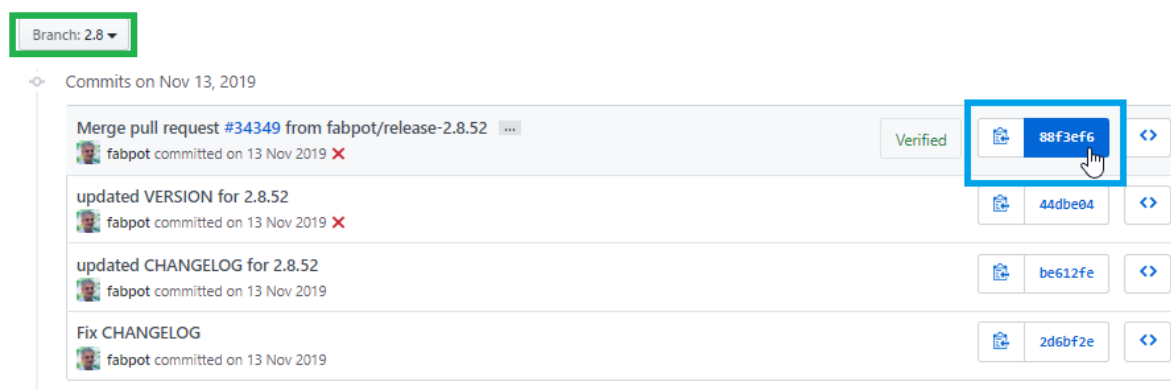 Branch: 2.8
Commits on Nov 13, 2019
Merge pull request #34349 from fabpot/release-2.8.52 ...
Verified
88f3ef6
fabpot committed on 13 Nov 2019
updated VERSION for 2.8.52
44dbe04
fabpot committed on 13 Nov 2019
updated CHANGELOG for 2.8.52
be612fe
fabpot committed on 13 Nov 2019
Fix CHANGELOG
2d6bf2e
fabpot committed on 13 Nov 2019